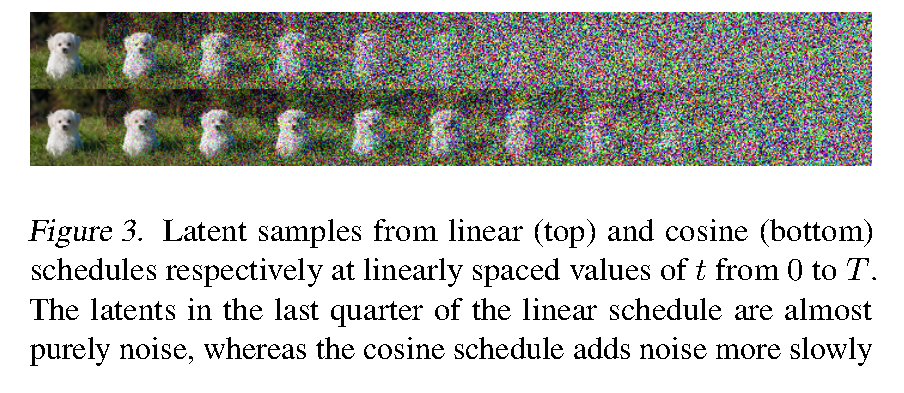 Figure 3. Latent samples from linear (top) and cosine (bottom)
schedules respectively at linearly spaced values of t from 0 to T.
The latents in the last quarter of the linear schedule are almost
purely noise, whereas the cosine schedule adds noise more slowly